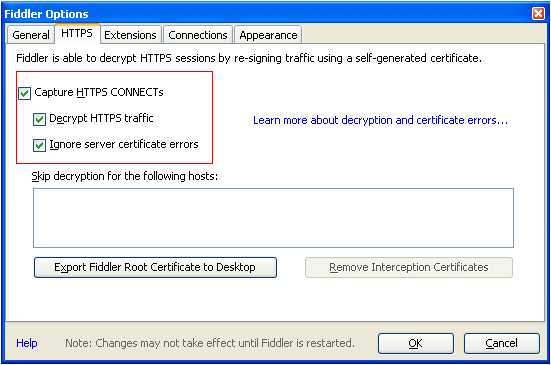 Fiddler Options
General HTTPS Extensions Connections Appearance
Fiddler is able to decrypt HTTPS sessions by re-signing traffic using a self-generated certificate.
Capture HTTPS CONNECTs
Decrypt HTTPS traffic
Learn more about decryption and certificate errors...
Ignore server certificate errors
Skip decryption for the following hosts:
Export Fiddler Root Certificate to Desktop
Remove Interception Certificates
Help
Note: Changes may not take effect until Fiddler is restarted.
OK
Cancel